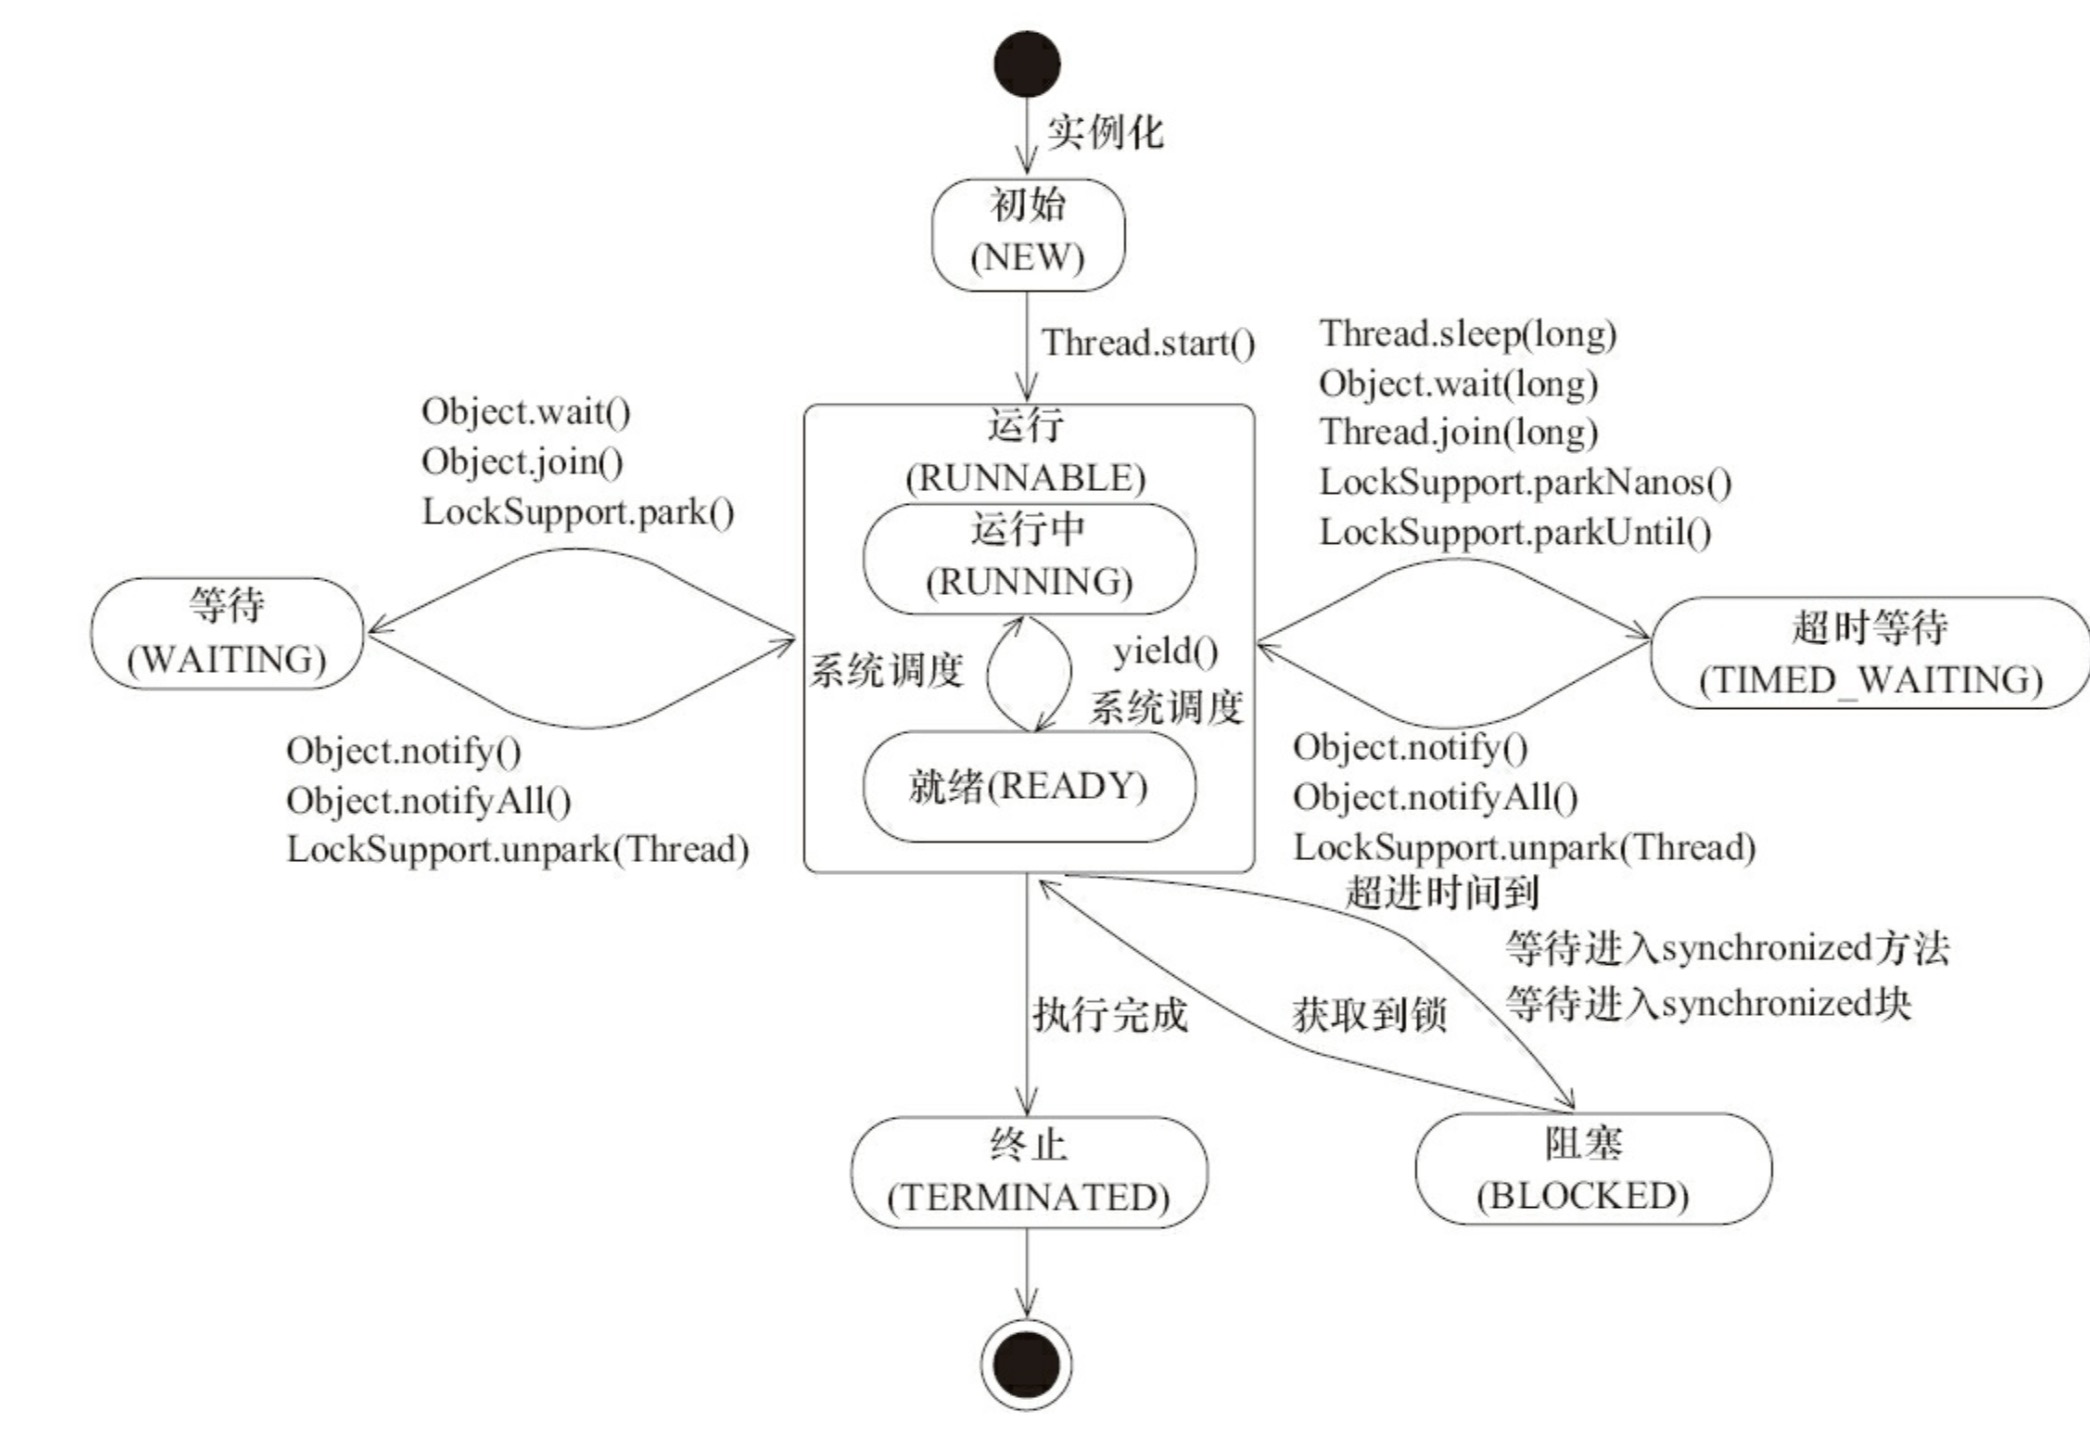 实例化
初始
(NEW)
Thread.start()
Object.wait()
Object.join()
LockSupport.park()
Thread.sleep(long)
Object.wait(long)
Thread.join(long)
LockSupport.parkNanos()
LockSupport.parkUntil()
运行
(RUNNABLE)
运行中
(RUNNING)
等待
(WAITING)
系统调度
yield()
系统调度
超时等待
(TIMED_WAITING)
就绪(READY)
Object.notify()
Object.notifyAll()
LockSupport.unpark(Thread)
Object.notify()
Object.notifyAll()
LockSupport.unpark(Thread)
超进时间到
等待进入synchronized方法
等待进入synchronized块
执行完成
获取到锁
终止
(TERMINATED)
阻塞
(BLOCKED)